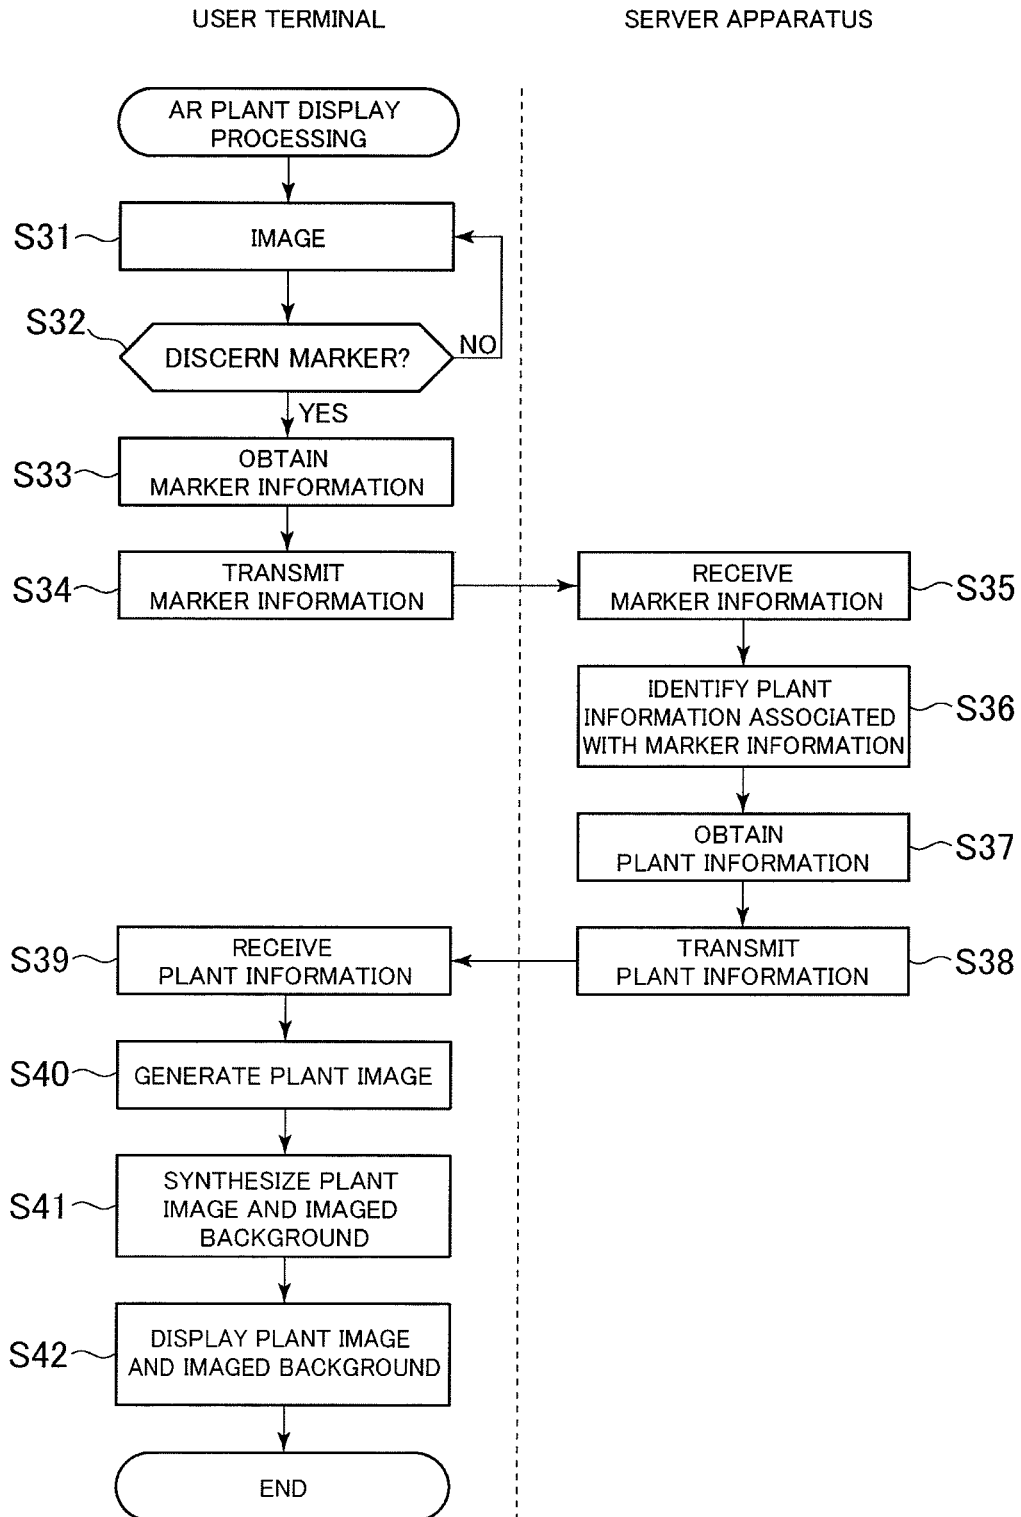 USER TERMINAL
SERVER APPARATUS
AR PLANT DISPLAY
PROCESSING
S31
IMAGE
S32
DISCERN MARKER?
NO
YES
S33
OBTAIN
MARKER INFORMATION
S34
TRANSMIT
MARKER INFORMATION
RECEIVE
MARKER INFORMATION
S35
IDENTIFY PLANT
INFORMATION ASSOCIATED
WITH MARKER INFORMATION
S36
OBTAIN
PLANT INFORMATION
S37
TRANSMIT
PLANT INFORMATION
S38
S39
RECEIVE
PLANT INFORMATION
S40
GENERATE PLANT IMAGE
S41
SYNTHESIZE PLANT
IMAGE AND IMAGED
BACKGROUND
S42
DISPLAY PLANT IMAGE
AND IMAGED BACKGROUND
END